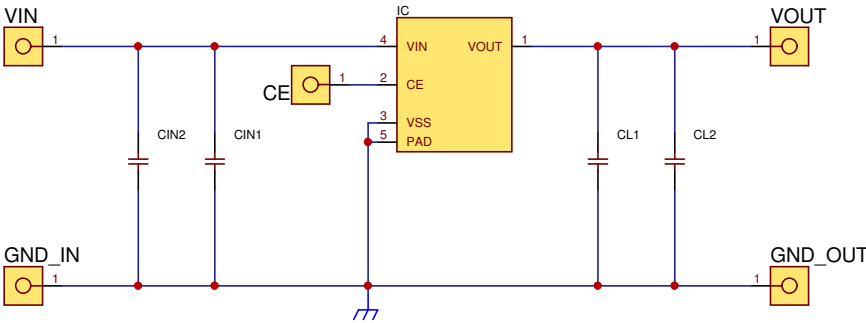 IC
VIN
VOUT
1
4
VIN
VOUT
1
1
CE
1
2
CE
3
VSS
5
PAD
CIN2
CIN1
CL1
CL2
GND_IN
GND_OUT
1
1